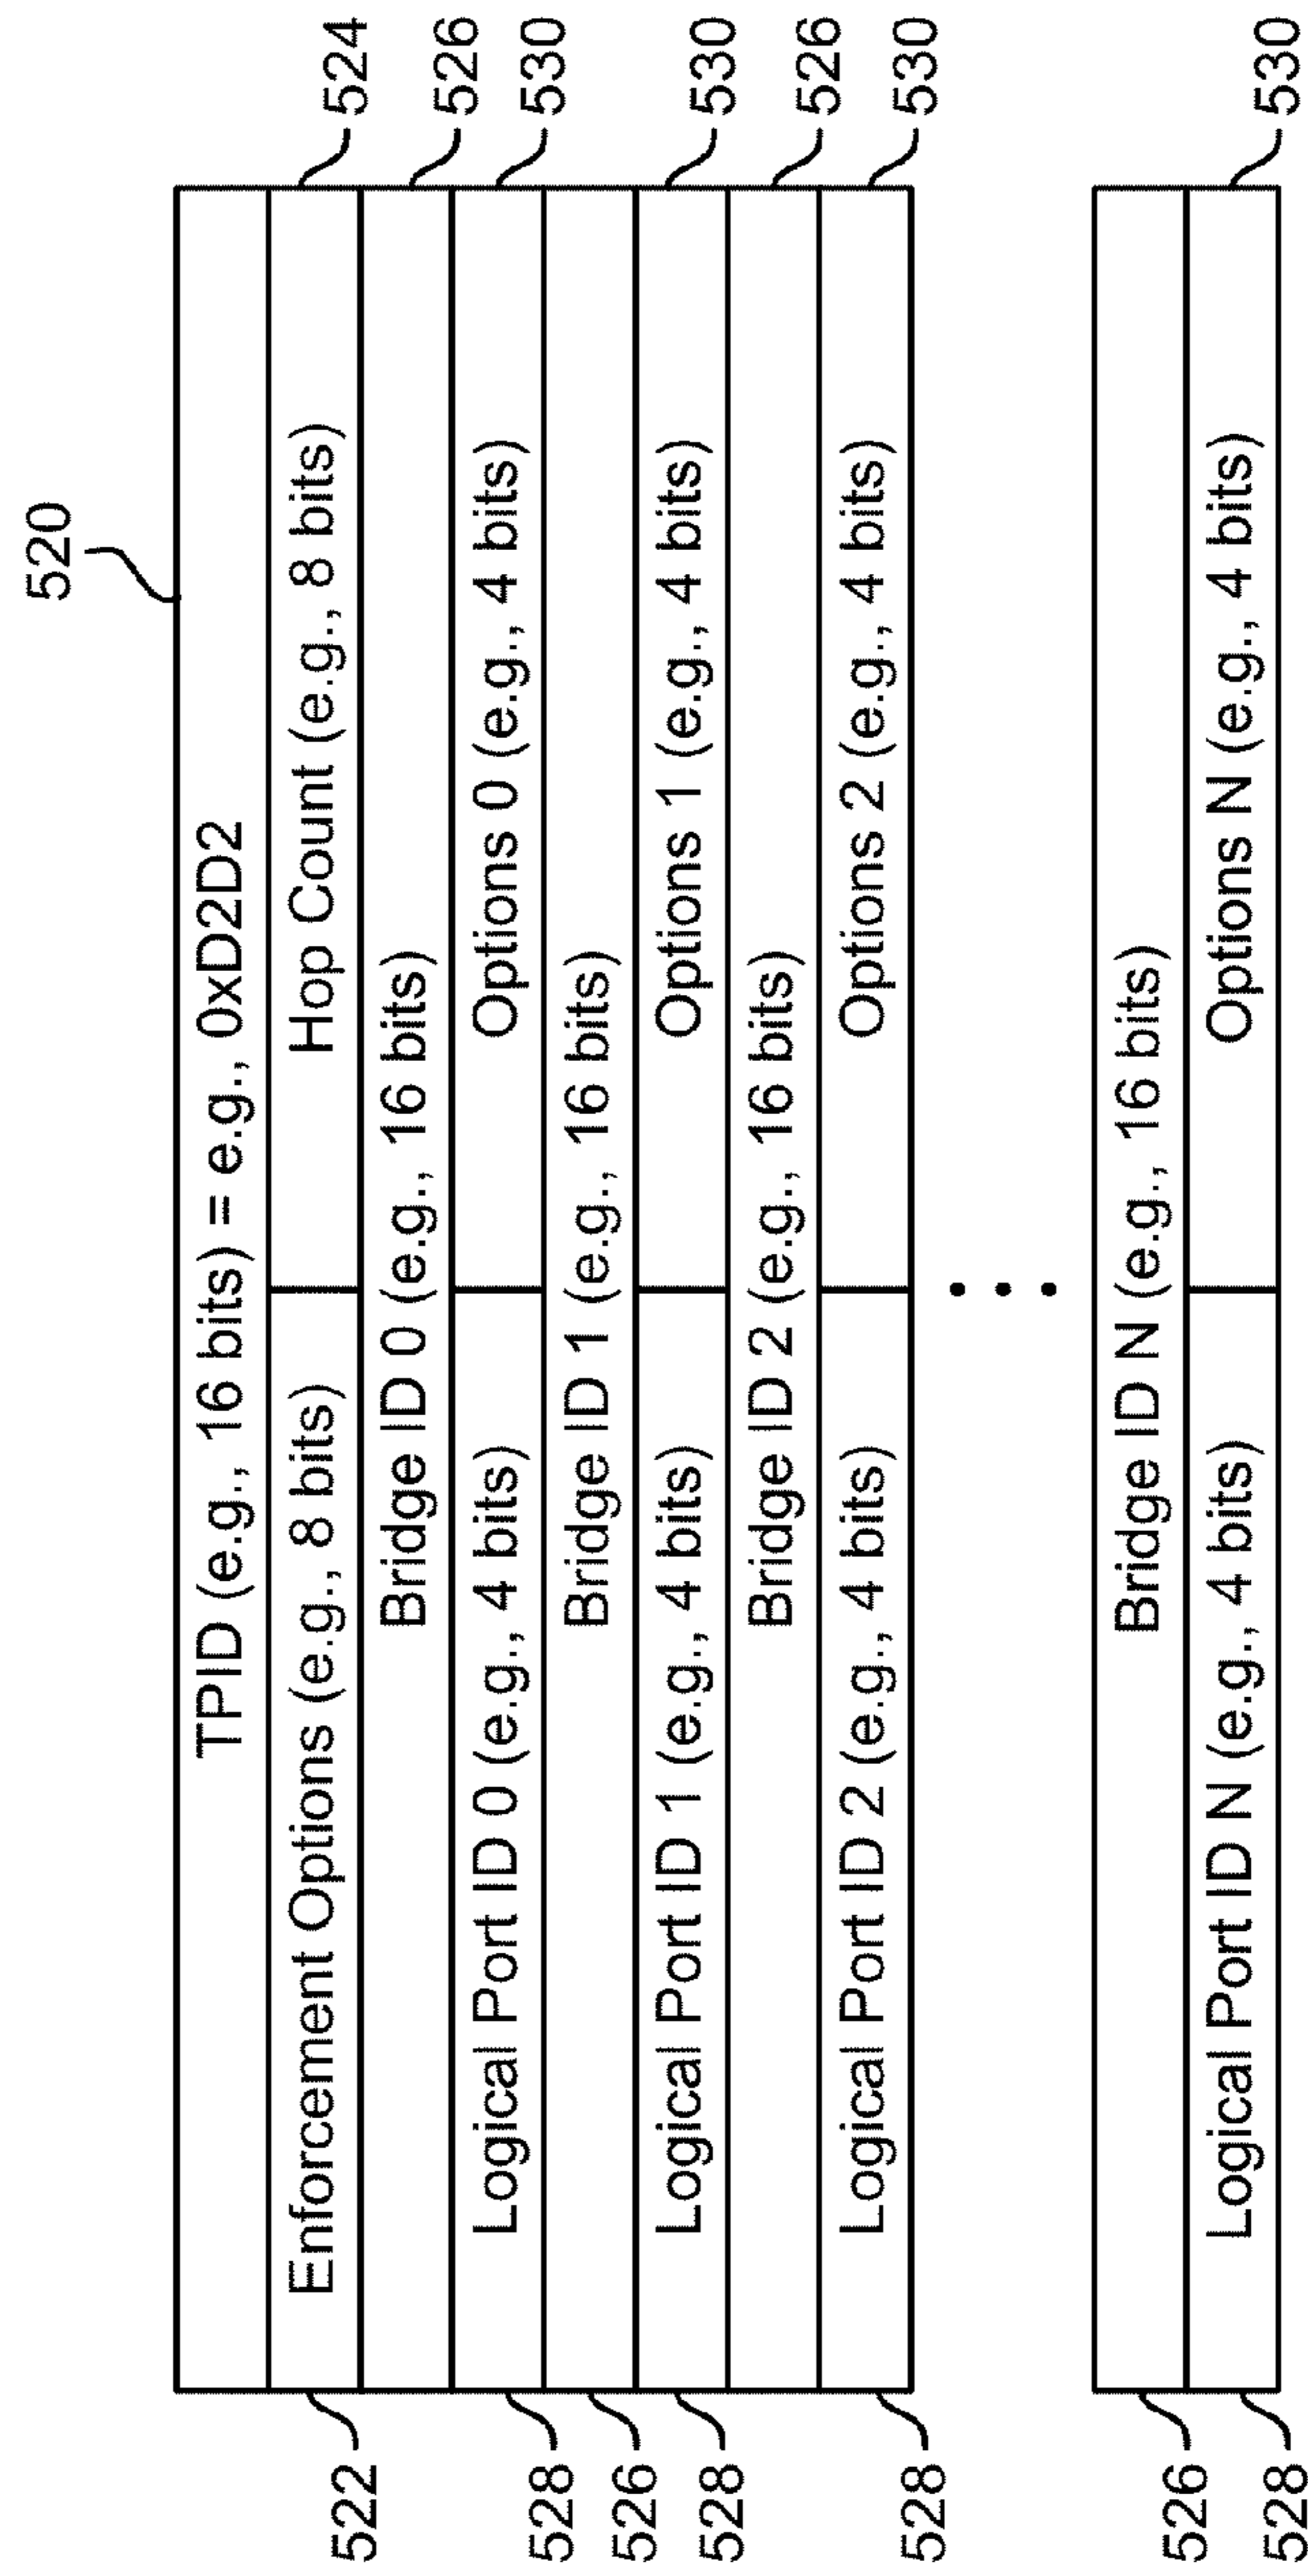 520
TPID (e.g., 16 bits) = e.g., 0xD2D2
522 Enforcement Options (e.g., 8 bits) Hop Count (e.g., 8 bits) 524
Bridge ID 0 (e.g., 16 bits) 526
528 Logical Port ID 0 (e.g., 4 bits) Options 0 (e.g., 4 bits) 530
526 Bridge ID 1 (e.g., 16 bits)
528 Logical Port ID 1 (e.g., 4 bits) Options 1 (e.g., 4 bits) 530
Bridge ID 2 (e.g., 16 bits) 526
528 Logical Port ID 2 (e.g., 4 bits) Options 2 (e.g., 4 bits) 530
526 Bridge ID N (e.g., 16 bits)
528 Logical Port ID N (e.g., 4 bits) Options N (e.g., 4 bits) 530